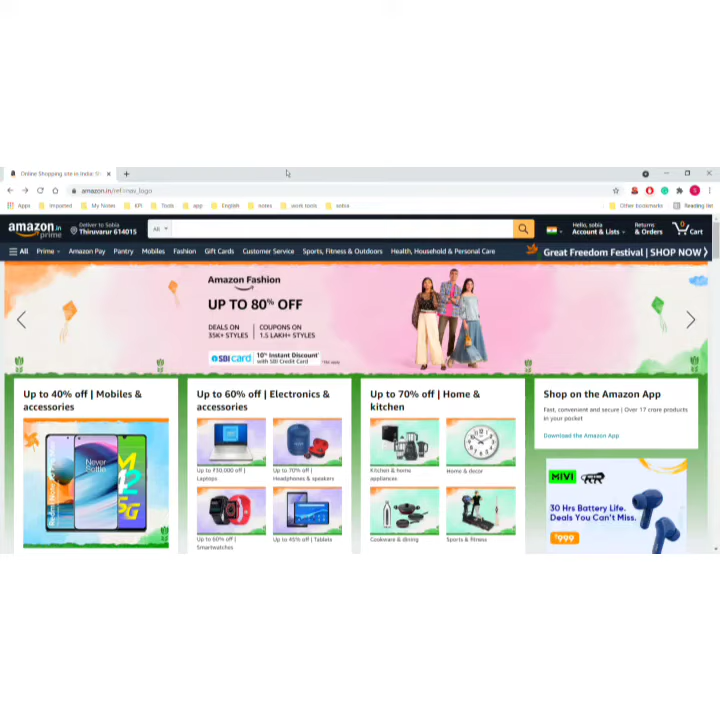 Online Shopping site in India: Sh
amazon.in/ref=nav_logo
Apps
Imported
My Notes
KPI
Tools
app
English
notes
work tools
sobia
Other bookmarks
Reading list
amazon.in
prime
Deliver to Sobia
Thiruvarur 614015
All
Hello, sobia
Account & Lists
Returns
& Orders
0
Cart
All
Prime
Amazon Pay
Pantry
Mobiles
Fashion
Gift Cards
Customer Service
Sports, Fitness & Outdoors
Health, Household & Personal Care
Great Freedom Festival | SHOP NOW
Amazon Fashion
UP TO 80% OFF
DEALS ON
35K+ STYLES
COUPONS ON
1.5 LAKH+ STYLES
SBI card
10% Instant Discount*
with SBI Credit Card
Up to 40% off | Mobiles &
accessories
Never
Up to 60% off | Electronics &
accessories
Up to ₹30,000 off |
Laptops
Up to 70% off |
Headphones & speakers
Up to 60% off |
Smartwatches
Up to 45% off | Tablets
Up to 70% off | Home &
kitchen
Kitchen & home
appliances
Home & decor
Cookware & dining
Sports & fitness
Shop on the Amazon App
Fast, convenient and secure | Over 17 crore products
in your pocket
Download the Amazon App
MIVI
30 Hrs Battery Life.
Deals You Can't Miss.
₹999